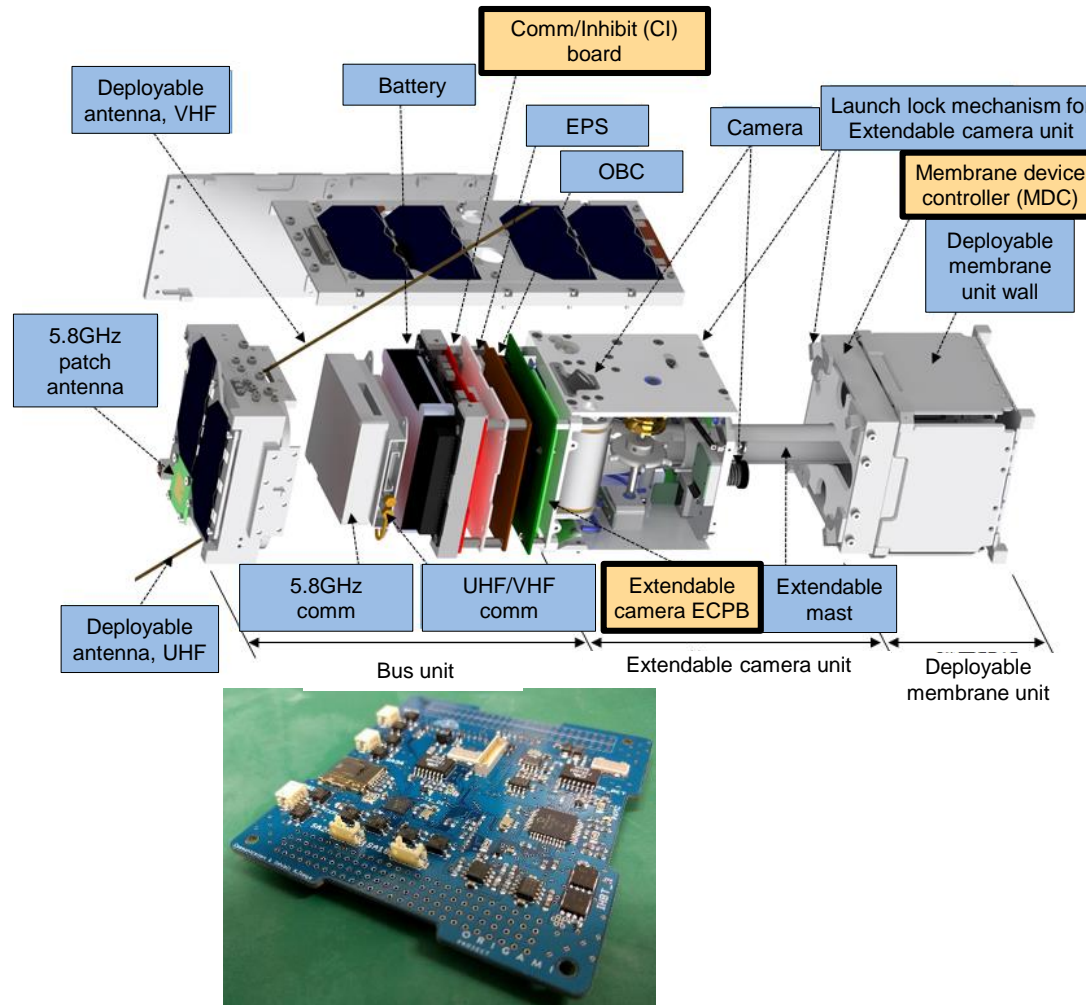 Comm/Inhibit (CI)
board
Deployable
antenna, VHF
Battery
EPS
OBC
Camera
Launch lock mechanism fo
Extendable camera unit
Membrane device
controller (MDC)
Deployable
membrane
unit wall
5.8GHz
patch
antenna
5.8GHz
comm
UHF/VHF
comm
Extendable
camera ECPB
Extendable
mast
Deployable
antenna, UHF
Bus unit
Extendable camera unit
Deployable
membrane unit
ORIGAMI
PROJECT